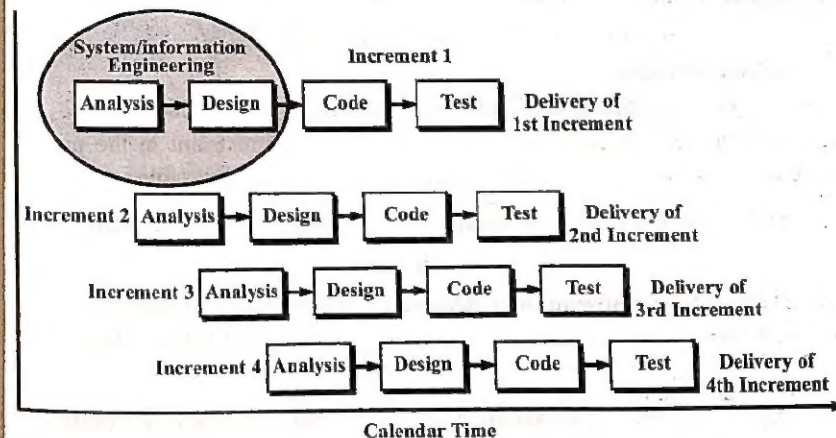 System/information
Engineering
Increment 1
Analysis
Design
Code
Test
Delivery of
1st Increment
Increment 2
Analysis
Design
Code
Test
Delivery of
2nd Increment
Increment 3
Analysis
Design
Code
Test
Delivery of
3rd Increment
Increment 4
Analysis
Design
Code
Test
Delivery of
4th Increment
Calendar Time